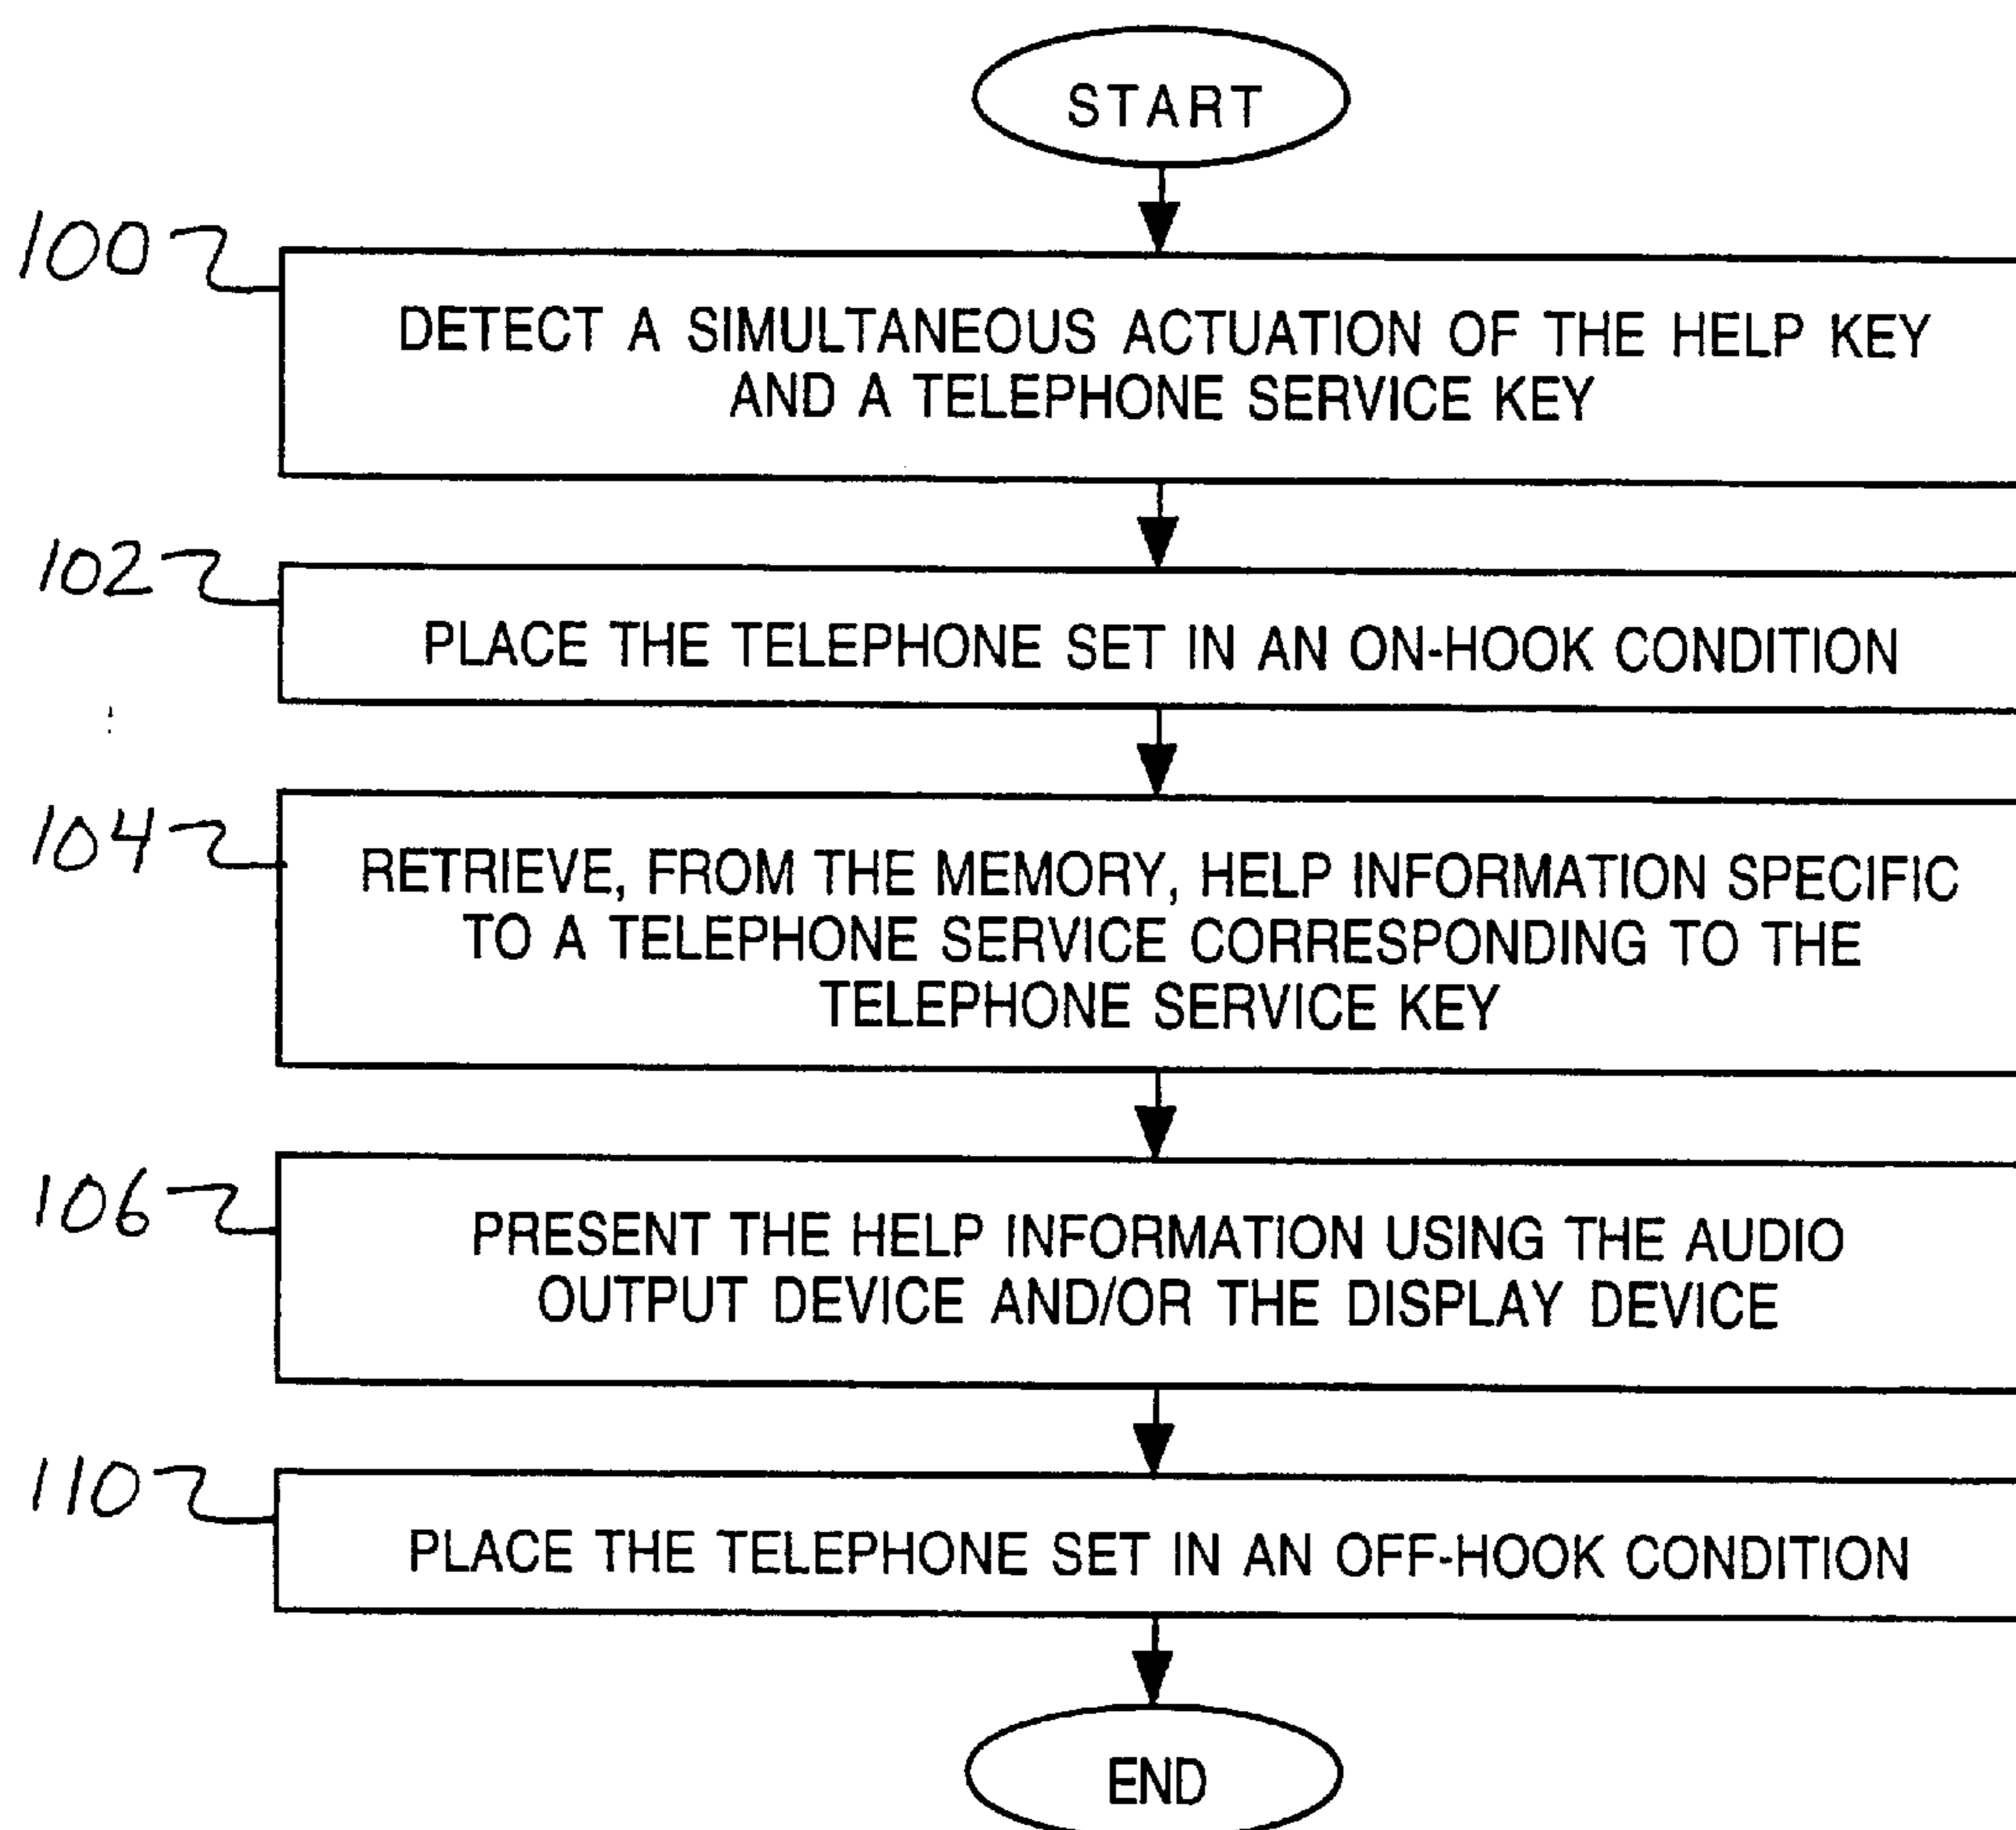 START
100
DETECT A SIMULTANEOUS ACTUATION OF THE HELP KEY
AND A TELEPHONE SERVICE KEY
102
PLACE THE TELEPHONE SET IN AN ON-HOOK CONDITION
104
RETRIEVE, FROM THE MEMORY, HELP INFORMATION SPECIFIC
TO A TELEPHONE SERVICE CORRESPONDING TO THE
TELEPHONE SERVICE KEY
106
PRESENT THE HELP INFORMATION USING THE AUDIO
OUTPUT DEVICE AND/OR THE DISPLAY DEVICE
110
PLACE THE TELEPHONE SET IN AN OFF-HOOK CONDITION
END